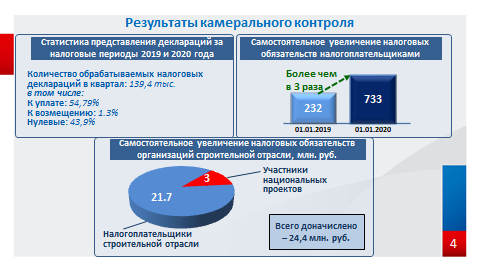 Результаты камерального контроля
Статистика представления деклараций за
налоговые периоды 2019 и 2020 года
Количество обрабатываемых налоговых
деклараций в квартал: 139,4 тыс.
в том числе:
К уплате: 54,79%
К возмещению: 1.3%
Нулевые: 43,9%
Самостоятельное увеличение налоговых
обязательств налогоплательщиками
Более чем
в 3 раза
232
733
01.01.2019
01.01.2020
Самостоятельное увеличение налоговых обязательств
организаций строительной отрасли, млн. руб.
3
21.7
Участники
национальных
проектов
Налогоплательщики
строительной отрасли
Всего доначислено
– 24,4 млн. руб.
4